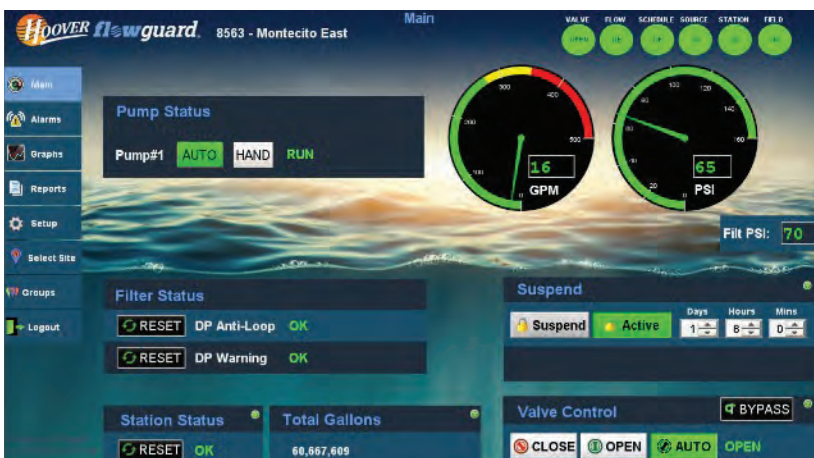 Main
HOOVER flowguard. 8563 - Montecito East
VALVE FLOW SCHEDULE SOURCE STATION FIELD
OPEN
Main
Alarms
Graphs
Reports
Setup
Select Site
Groups
Logout
Pump Status
Pump#1 AUTO HAND RUN
300 400
200 500
100 0
16
GPM
100 120
80 140
60 160
40
20 0
65
PSI
Filt PSI: 70
Filter Status
RESET DP Anti-Loop OK
RESET DP Warning OK
Suspend
Days Hours Mins
Suspend Active 1 8 0
Station Status
RESET OK
Total Gallons
60,667,609
Valve Control BYPASS
CLOSE OPEN AUTO OPEN